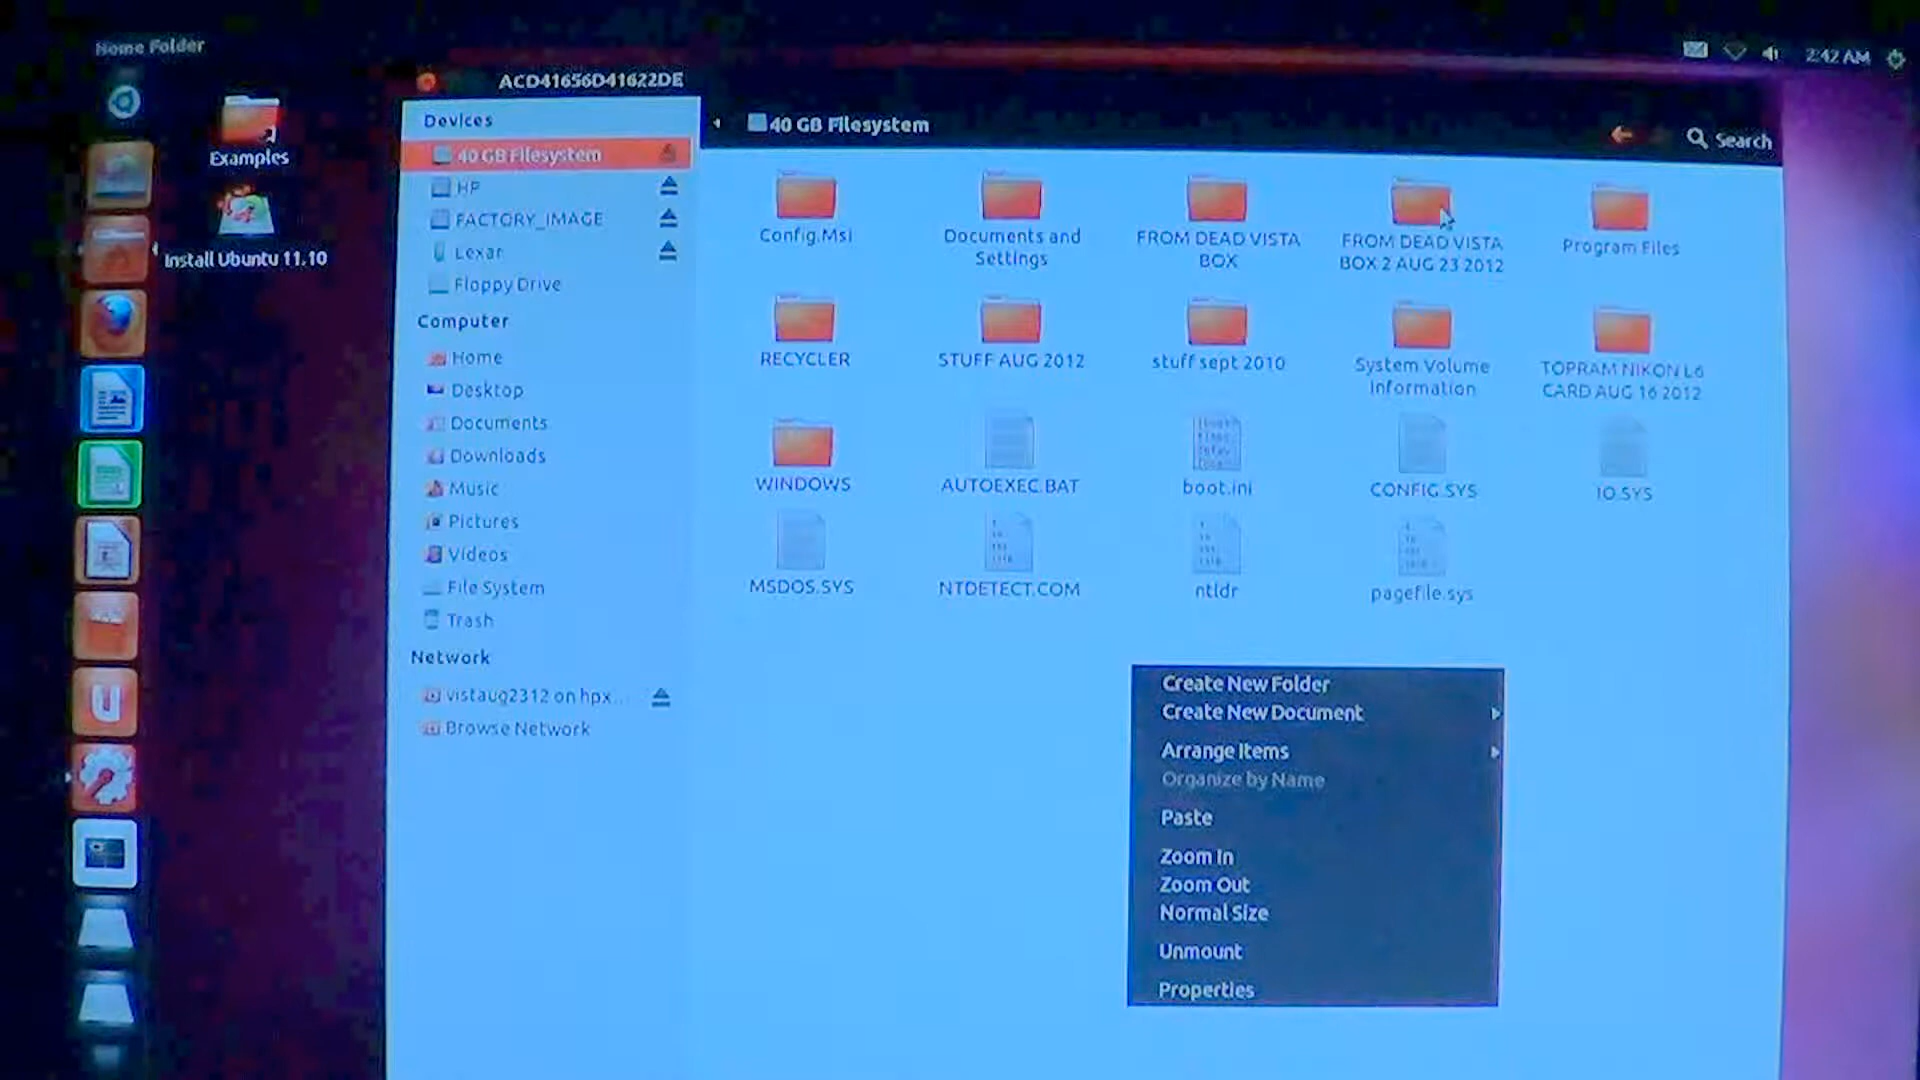 Home Folder
2:42 AM
Examples
Install Ubuntu 11.10
ACD41656D41622DE
Devices
40 GB Filesystem
HP
FACTORY_IMAGE
Lexar
Floppy Drive
Computer
Home
Desktop
Documents
Downloads
Music
Pictures
Videos
File System
Trash
Network
vistaug2312 on hpx...
Browse Network
40 GB Filesystem
Search
Config.Msi
Documents and
Settings
FROM DEAD VISTA
BOX
FROM DEAD VISTA
BOX 2 AUG 23 2012
Program Files
RECYCLER
STUFF AUG 2012
stuff sept 2010
System Volume
Information
TOPRAM NIKON L6
CARD AUG 16 2012
WINDOWS
AUTOEXEC.BAT
boot.ini
CONFIG.SYS
IO.SYS
MSDOS.SYS
NTDETECT.COM
ntldr
pagefile.sys
Create New Folder
Create New Document
Arrange Items
Organize by Name
Paste
Zoom In
Zoom Out
Normal Size
Unmount
Properties